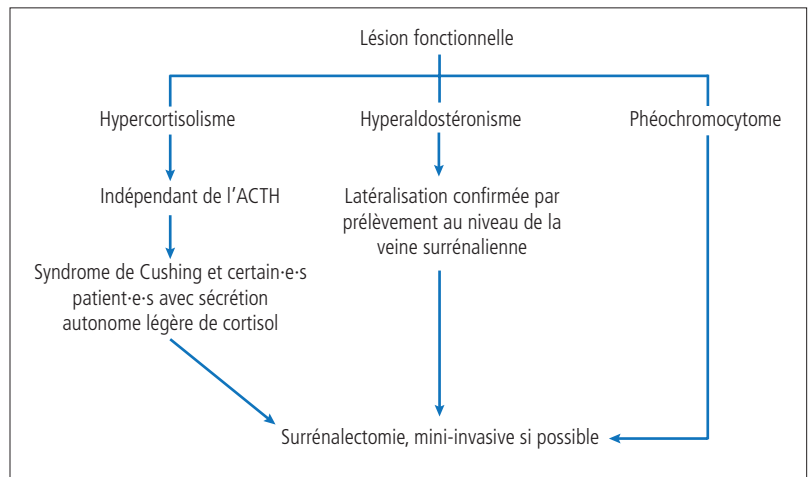 Lésion fonctionnelle
Hypercortisolisme
Hyperaldostéronisme
Phéochromocytome
Indépendant de l'ACTH
Latéralisation confirmée par
prélèvement au niveau de la
veine surrénalienne
Syndrome de Cushing et certain·e·s
patient·e·s avec sécrétion
autonome légère de cortisol
Surrénalectomie, mini-invasive si possible